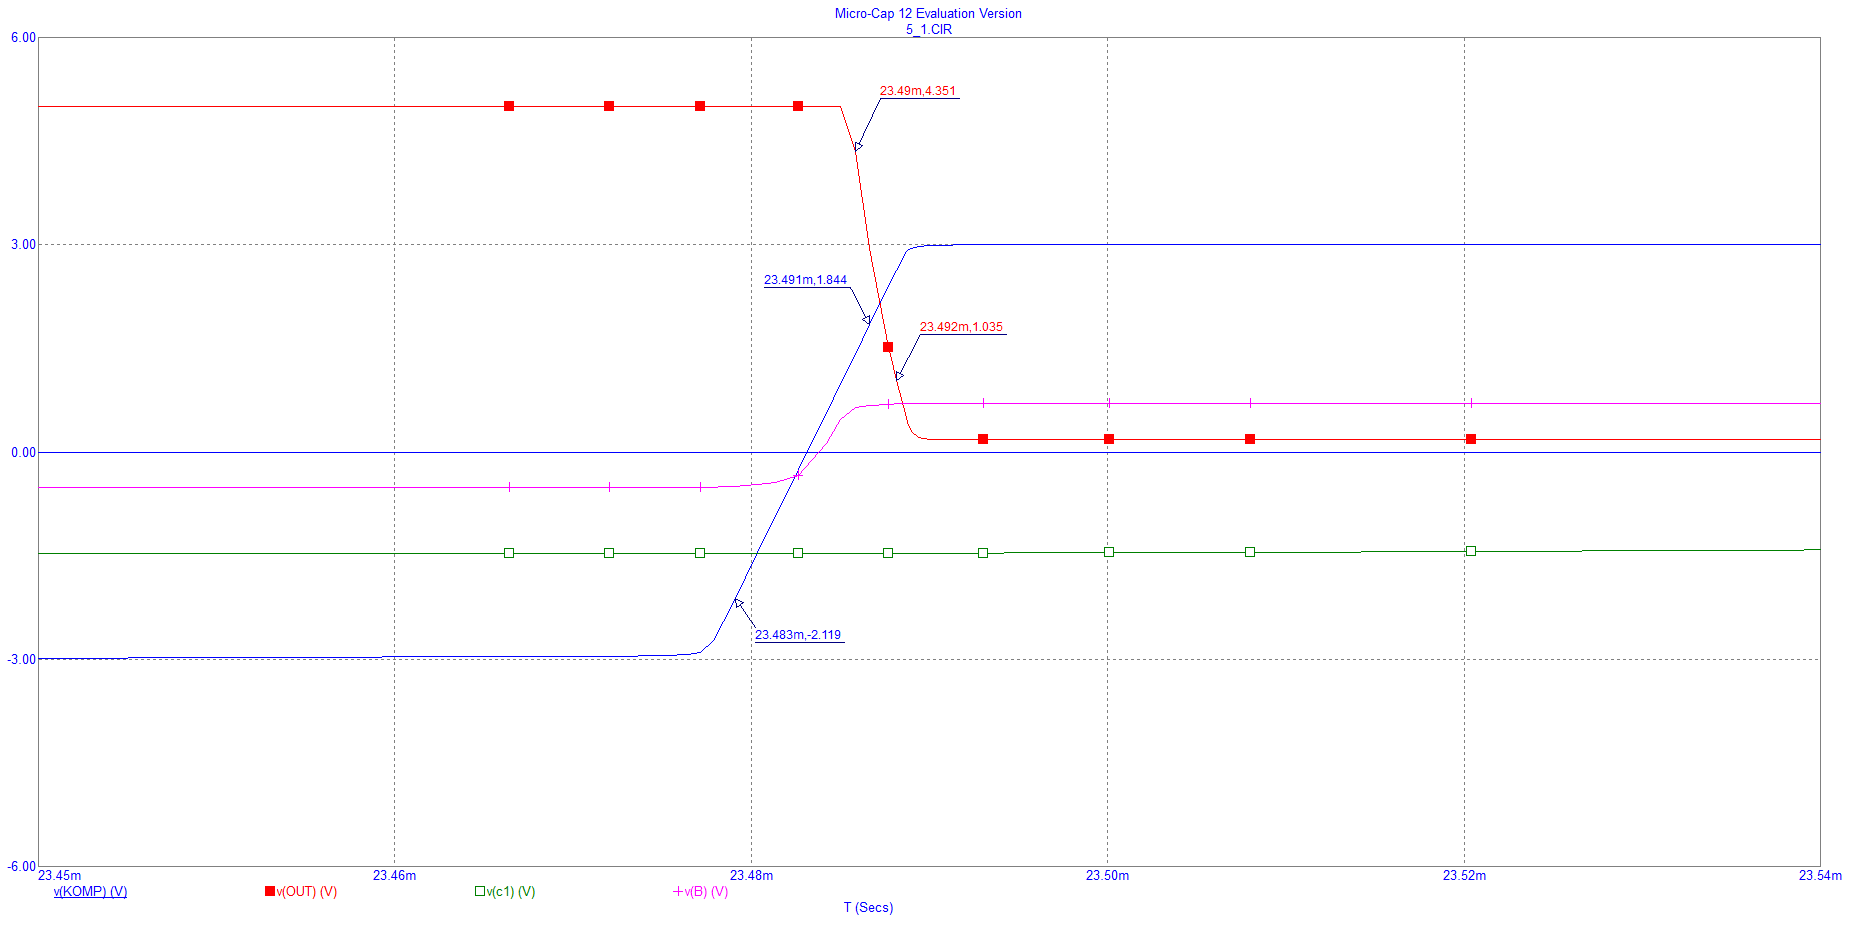 Micro-Cap 12 Evaluation Version
5_1.CIR
6.00
23.49m,4.351
3.00
23.491m,1.844
23.492m,1.035
0.00
23.483m,-2.119
-3.00
-6.00
23.45m 23.46m 23.48m 23.50m 23.52m 23.54m
v(KOMP) (V) v(OUT) (V) v(c1) (V) v(B) (V)
T (Secs)